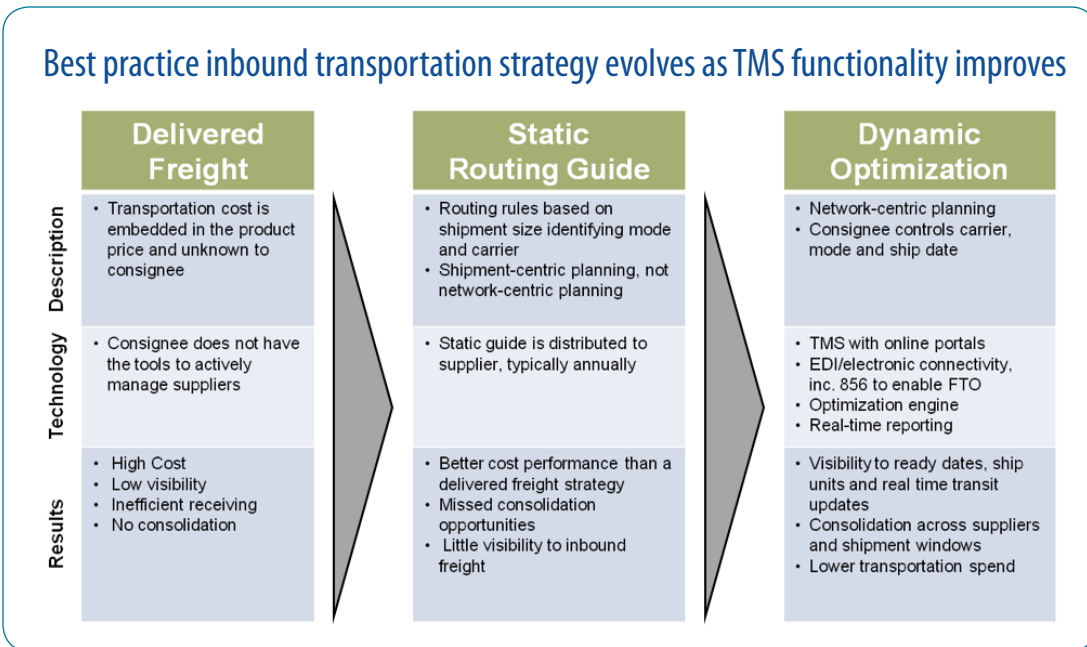 Best practice inbound transportation strategy evolves as TMS functionality improves
Delivered
Freight
Static
Routing Guide
Dynamic
Optimization
Description
• Transportation cost is
embedded in the product
price and unknown to
consignee
• Routing rules based on
shipment size identifying mode
and carrier
• Shipment-centric planning, not
network-centric planning
• Network-centric planning
• Consignee controls carrier,
mode and ship date
Technology
• Consignee does not have
the tools to actively
manage suppliers
• Static guide is distributed to
supplier, typically annually
• TMS with online portals
• EDI/electronic connectivity,
inc. 856 to enable FTO
• Optimization engine
• Real-time reporting
Results
• High Cost
• Low visibility
• Inefficient receiving
• No consolidation
• Better cost performance than a
delivered freight strategy
• Missed consolidation
opportunities
• Little visibility to inbound
freight
• Visibility to ready dates, ship
units and real time transit
updates
• Consolidation across suppliers
and shipment windows
• Lower transportation spend